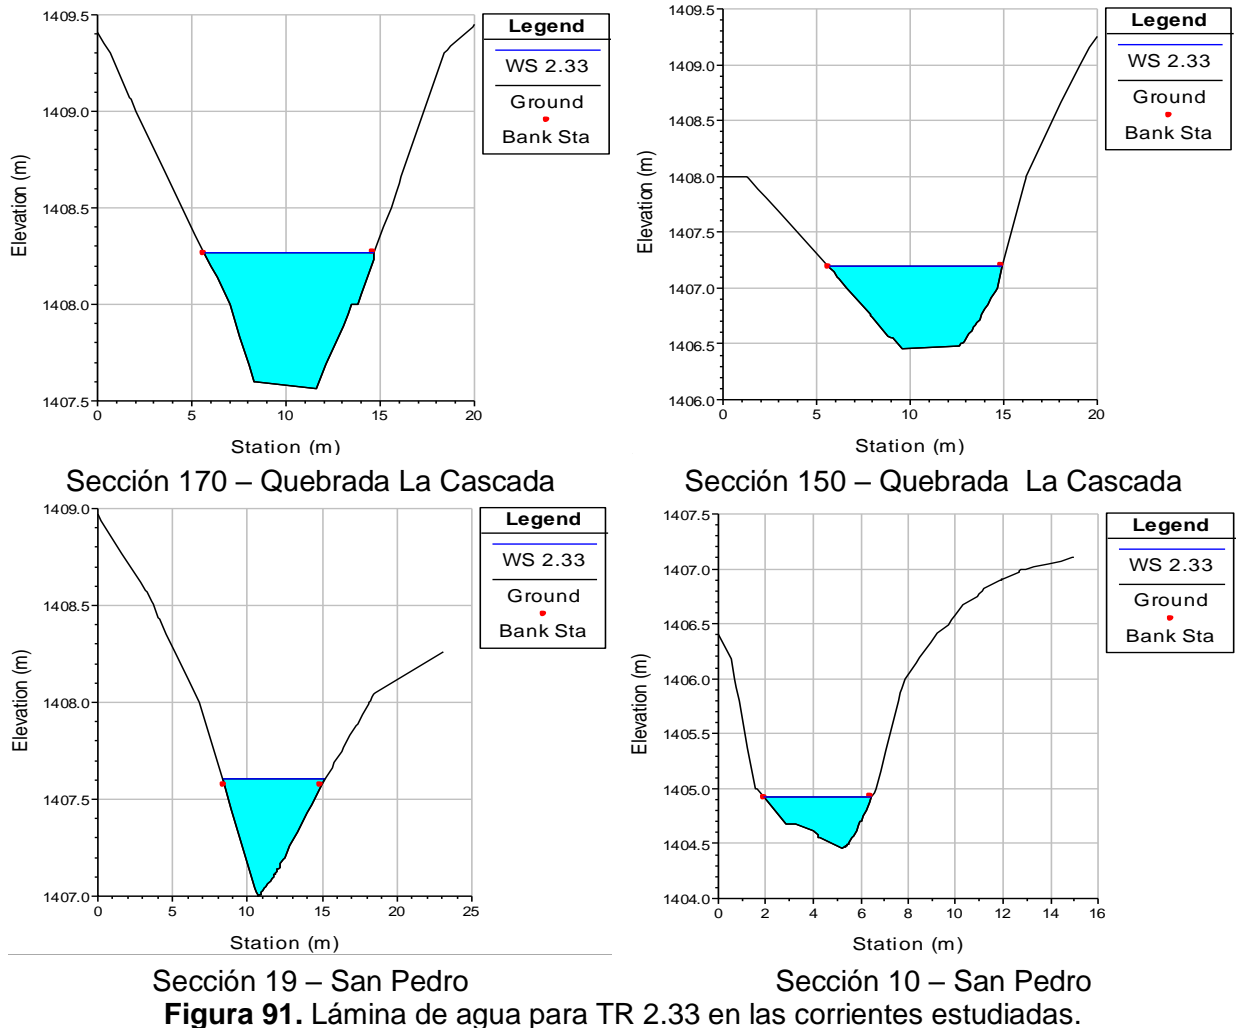 1409.5
1409.0
1408.5
1408.0
1407.5
0
5
10
15
20
Elevation (m)
Station (m)
Legend
WS 2.33
Ground
Bank Sta
Sección 170 – Quebrada La Cascada
1409.5
1409.0
1408.5
1408.0
1407.5
1407.0
1406.5
1406.0
0
5
10
15
20
Elevation (m)
Station (m)
Legend
WS 2.33
Ground
Bank Sta
Sección 150 – Quebrada La Cascada
1409.0
1408.5
1408.0
1407.5
1407.0
0
5
10
15
20
25
Elevation (m)
Station (m)
Legend
WS 2.33
Ground
Bank Sta
Sección 19 – San Pedro
1407.5
1407.0
1406.5
1406.0
1405.5
1405.0
1404.5
1404.0
0
2
4
6
8
10
12
14
16
Elevation (m)
Station (m)
Legend
WS 2.33
Ground
Bank Sta
Sección 10 – San Pedro
Figura 91. Lámina de agua para TR 2.33 en las corrientes estudiadas.